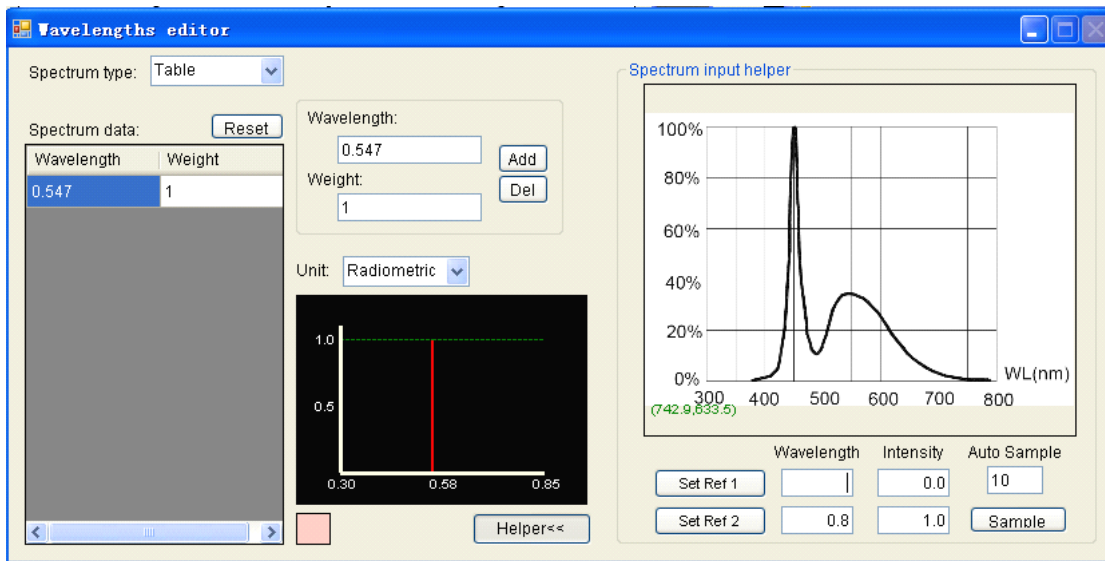 Wavelengths editor
Spectrum type: Table
Spectrum data: Reset
Wavelength Weight
0.547 1
Wavelength:
0.547
Add
Weight:
Del
1
Unit: Radiometric
1.0
0.5
0.30 0.58 0.85
Helper<<
Spectrum input helper
100%
80%
60%
40%
20%
0%
WL(nm)
300 400 500 600 700 800
(742.9,633.5)
Wavelength Intensity Auto Sample
Set Ref 1 0.0 10
Set Ref 2 0.8 1.0 Sample